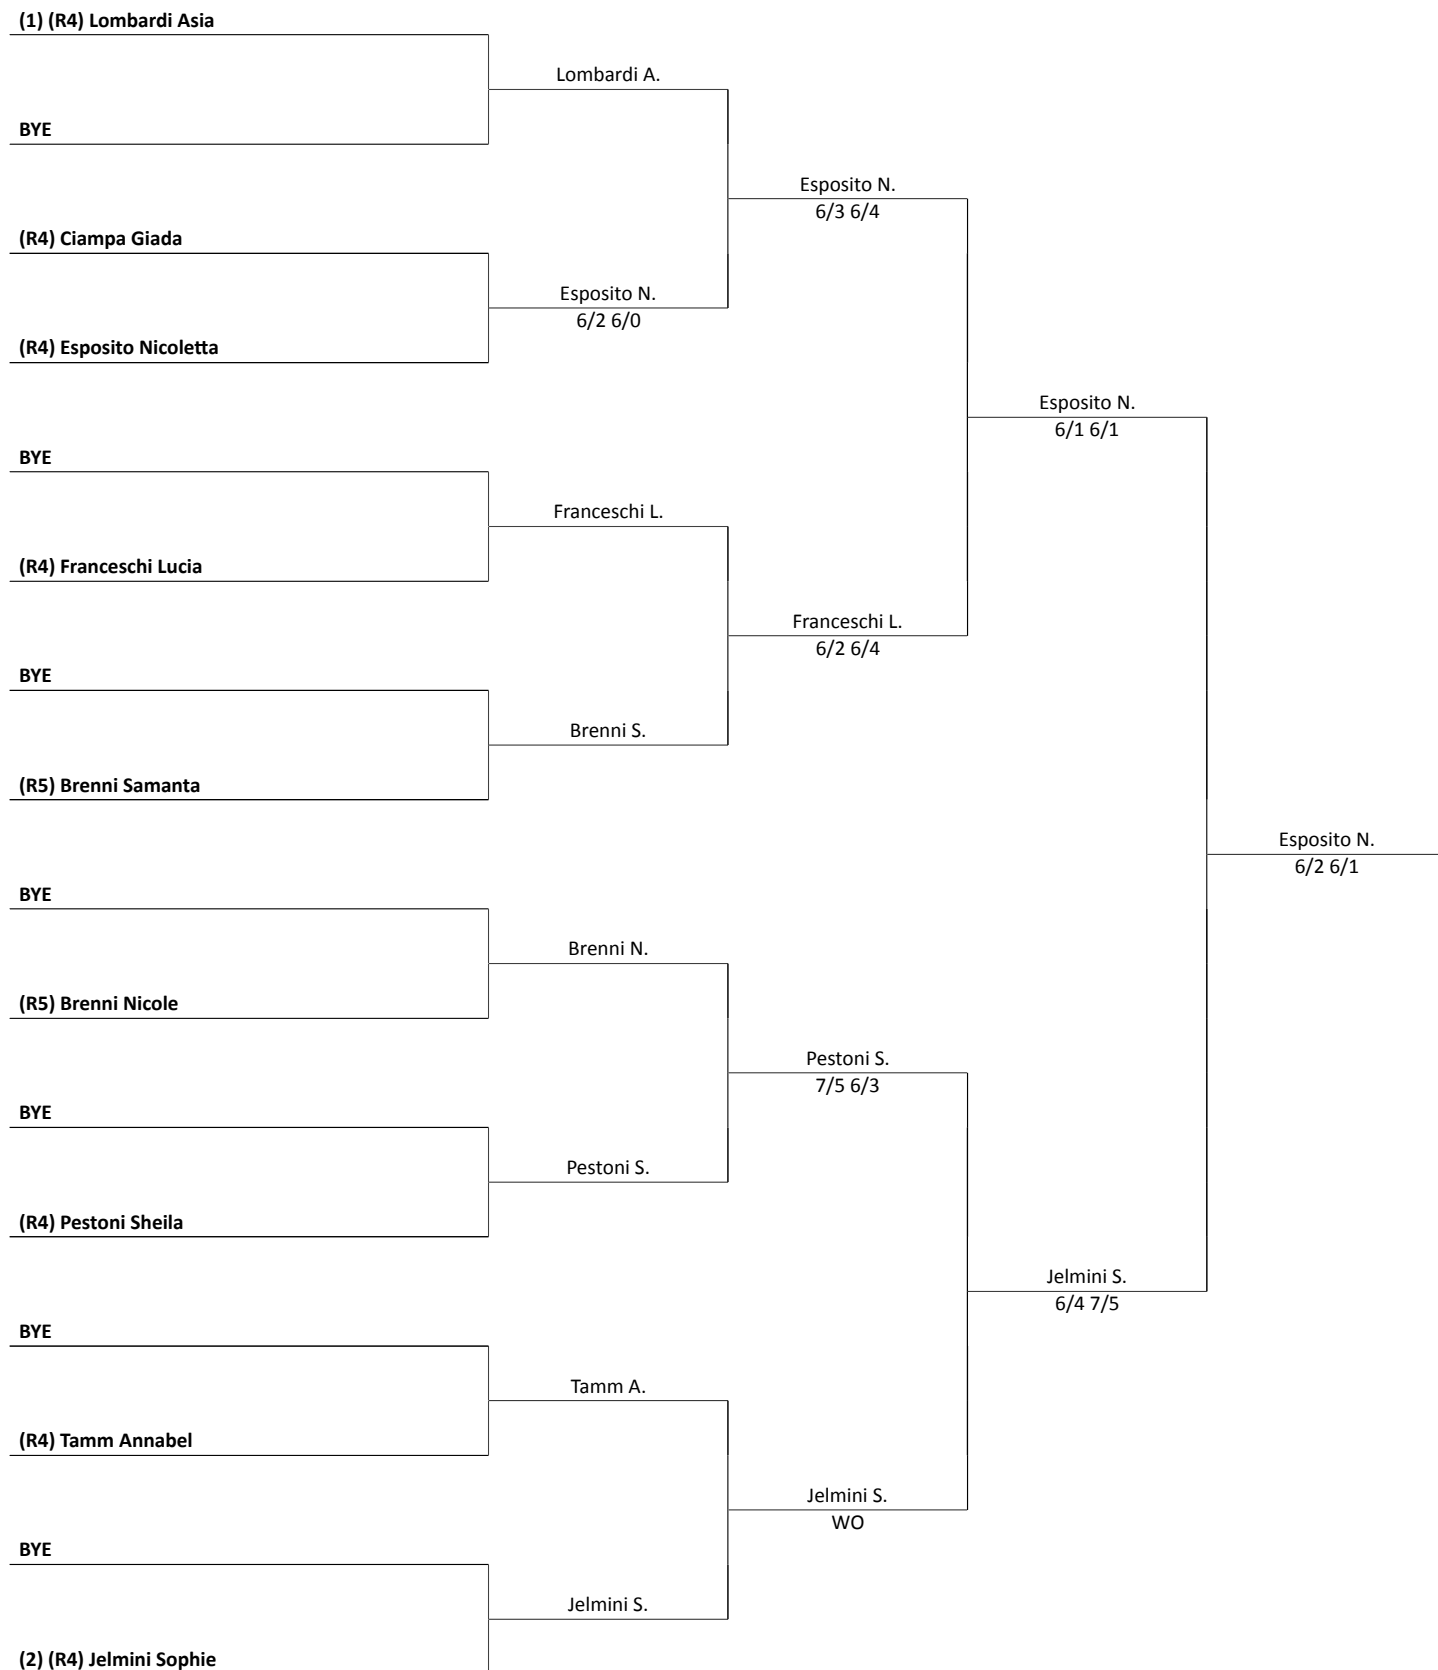 (1) (R4) Lombardi Asia
Lombardi A.
BYE
Esposito N.
6/3 6/4
(R4) Ciampa Giada
Esposito N.
6/2 6/0
(R4) Esposito Nicoletta
Esposito N.
6/1 6/1
BYE
Franceschi L.
(R4) Franceschi Lucia
Franceschi L.
6/2 6/4
BYE
Brenni S.
(R5) Brenni Samanta
Esposito N.
6/2 6/1
BYE
Brenni N.
(R5) Brenni Nicole
Pestoni S.
7/5 6/3
BYE
Pestoni S.
(R4) Pestoni Sheila
Jelmini S.
6/4 7/5
BYE
Tamm A.
(R4) Tamm Annabel
Jelmini S.
WO
BYE
Jelmini S.
(2) (R4) Jelmini Sophie